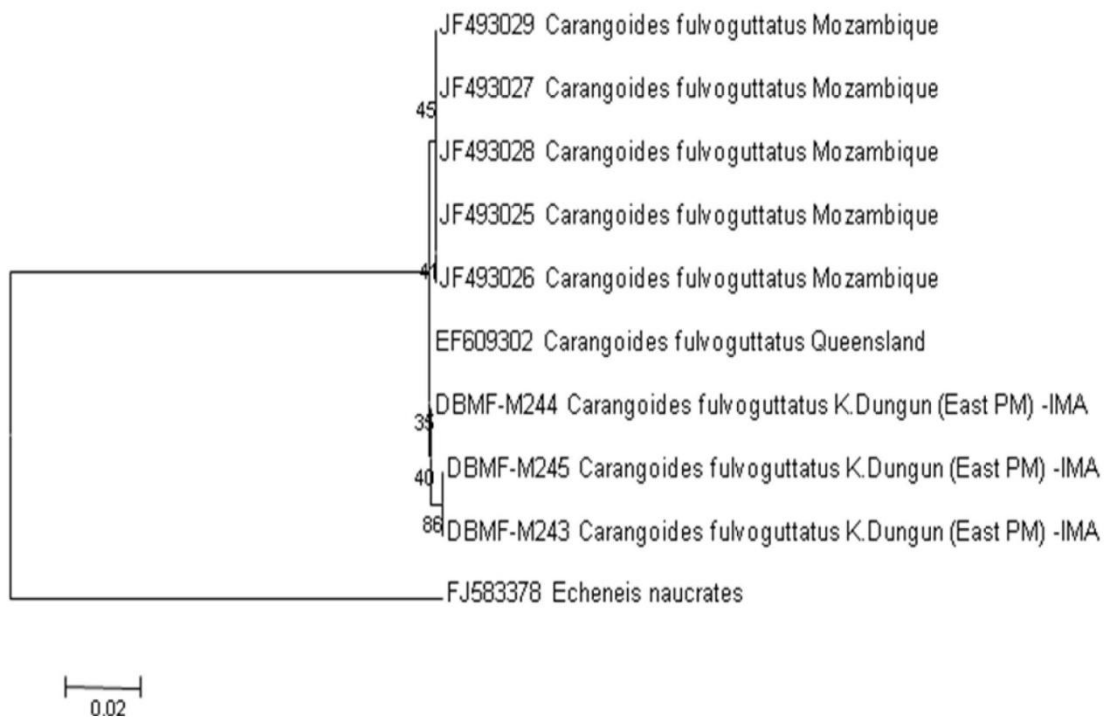 JF493029 Carangoides fulvoguttatus Mozambique
JF493027 Carangoides fulvoguttatus Mozambique
45
JF493028 Carangoides fulvoguttatus Mozambique
JF493025 Carangoides fulvoguttatus Mozambique
41
JF493026 Carangoides fulvoguttatus Mozambique
EF609302 Carangoides fulvoguttatus Queensland
DBMF-M244 Carangoides fulvoguttatus K.Dungun (East PM) -IMA
35
DBMF-M245 Carangoides fulvoguttatus K.Dungun (East PM) -IMA
40
86
DBMF-M243 Carangoides fulvoguttatus K.Dungun (East PM) -IMA
FJ583378 Echeneis naucrates
0.02